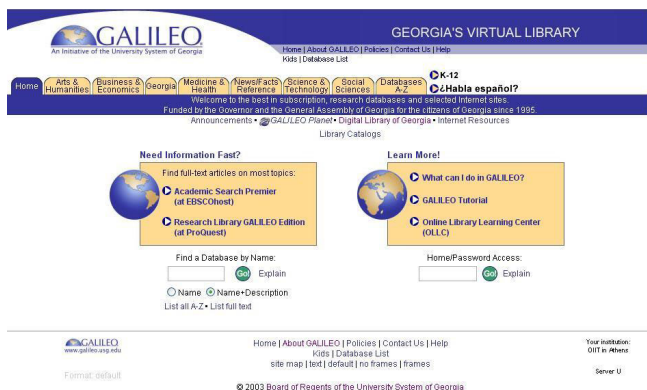 GALILEO
An Initiative of the University System of Georgia
GEORGIA'S VIRTUAL LIBRARY
Home | About GALILEO | Policies | Contact Us | Help
Kids | Database List
Home
Arts & Humanities
Business & Economics
Georgia
Medicine & Health
News/Facts Reference
Science & Technology
Social Sciences
Databases A-Z
K-12
¿Habla español?
Welcome to the best in subscription, research databases and selected Internet sites.
Funded by the Governor and the General Assembly of Georgia for the citizens of Georgia since 1995.
Announcements • GALILEO Planet • Digital Library of Georgia • Internet Resources
Library Catalogs
Need Information Fast?
Find full-text articles on most topics:
Academic Search Premier
(at EBSCOhost)
Research Library GALILEO Edition
(at ProQuest)
Learn More!
What can I do in GALILEO?
GALILEO Tutorial
Online Library Learning Center
(OLLC)
Find a Database by Name:
Go! Explain
Name Name+Description
List all A-Z • List full text
Home/Password Access:
Go! Explain
GALILEO
www.galileo.usg.edu
Format: default
Home | About GALILEO | Policies | Contact Us | Help
Kids | Database List
site map | text | default | no frames | frames
© 2003 Board of Regents of the University System of Georgia
Your institution:
OIIT in Athens
Server U